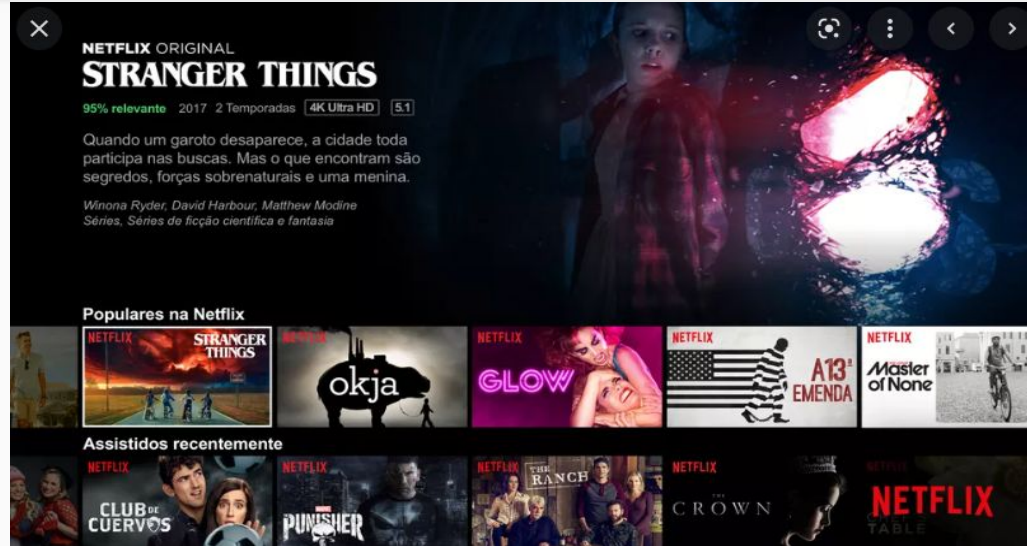 NETFLIX ORIGINAL
STRANGER THINGS
95% relevante 2017 2 Temporadas 4K Ultra HD 5.1
Quando um garoto desaparece, a cidade toda
participa nas buscas. Mas o que encontram são
segredos, forças sobrenaturais e uma menina.
Winona Ryder, David Harbour, Matthew Modine
Séries, Séries de ficção científica e fantasia
Populares na Netflix
NETFLIX
STRANGER
THINGS
NETFLIX
okja
NETFLIX
GLOW
NETFLIX
A 13ª
EMENDA
NETFLIX
Master
of None
Assistidos recentemente
NETFLIX
CLUB DE
CUERVOS
NETFLIX
MARVEL
PUNISHER
NETFLIX
THE
RANCH
NETFLIX
THE
CROWN
NETFLIX
NETFLIX
TABLE